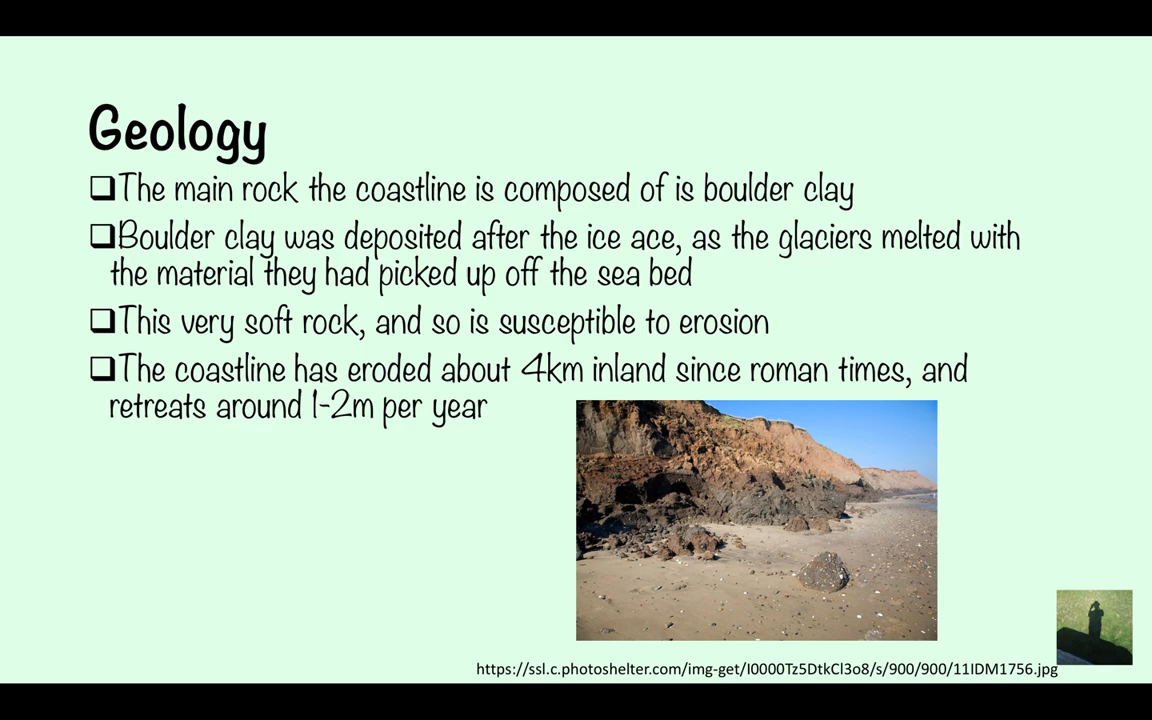 Geology
❑The main rock the coastline is composed of is boulder clay
❑Boulder clay was deposited after the ice ace, as the glaciers melted with
the material they had picked up off the sea bed
❑This very soft rock, and so is susceptible to erosion
❑The coastline has eroded about 4km inland since roman times, and
retreats around 1-2m per year
https://ssl.c.photoshelter.com/img-get/I0000Tz5DtkCl3o8/s/900/900/11IDM1756.jpg